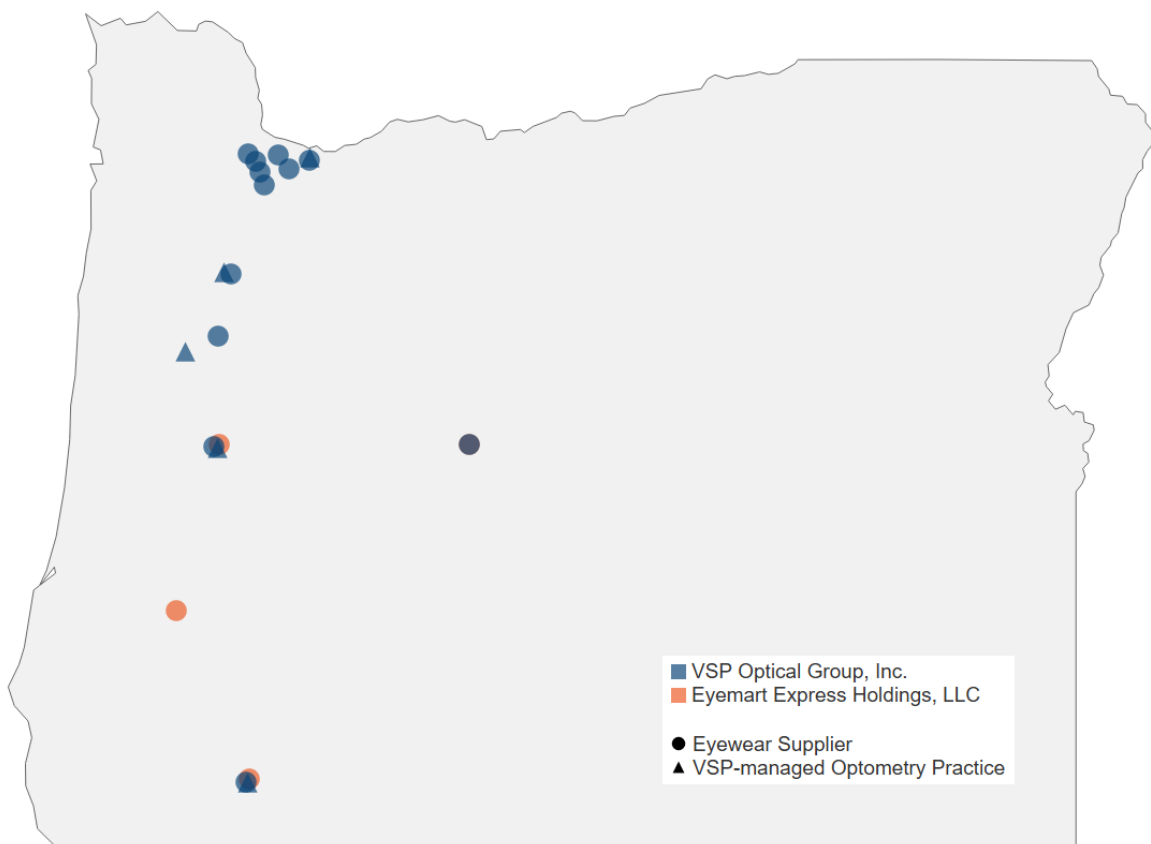 VSP Optical Group, Inc.
Eyemart Express Holdings, LLC
Eyewear Supplier
VSP-managed Optometry Practice